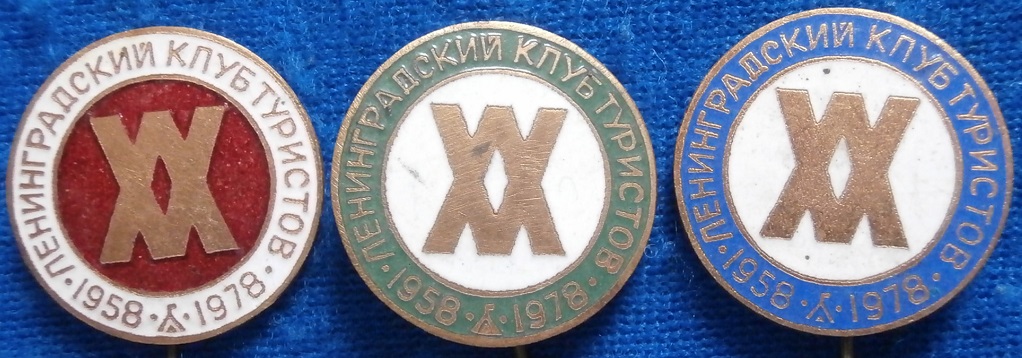 ЛЕНИНГРАДСКИЙ КЛУБ ТУРИСТОВ
XX
1958 · 1978
ЛЕНИНГРАДСКИЙ КЛУБ ТУРИСТОВ
XX
1958 · 1978
ЛЕНИНГРАДСКИЙ КЛУБ ТУРИСТОВ
XX
1958 · 1978